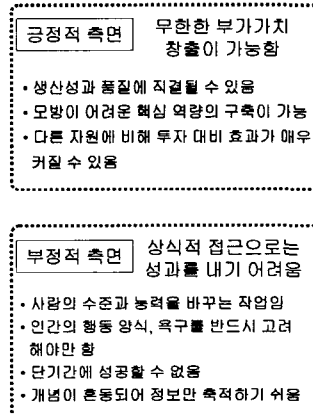 긍정적 측면
무한한 부가가치
창출이 가능함
• 생산성과 품질에 직결될 수 있음
• 모방이 어려운 핵심 역량의 구축이 가능
• 다른 자원에 비해 투자 대비 효과가 매우
커질 수 있음
부정적 측면
상식적 접근으로는
성과를 내기 어려움
• 사람의 수준과 능력을 바꾸는 작업임
• 인간의 행동 양식, 욕구를 반드시 고려
해야만 함
• 단기간에 성공할 수 없음
• 개념이 혼동되어 정보만 축적하기 쉬움